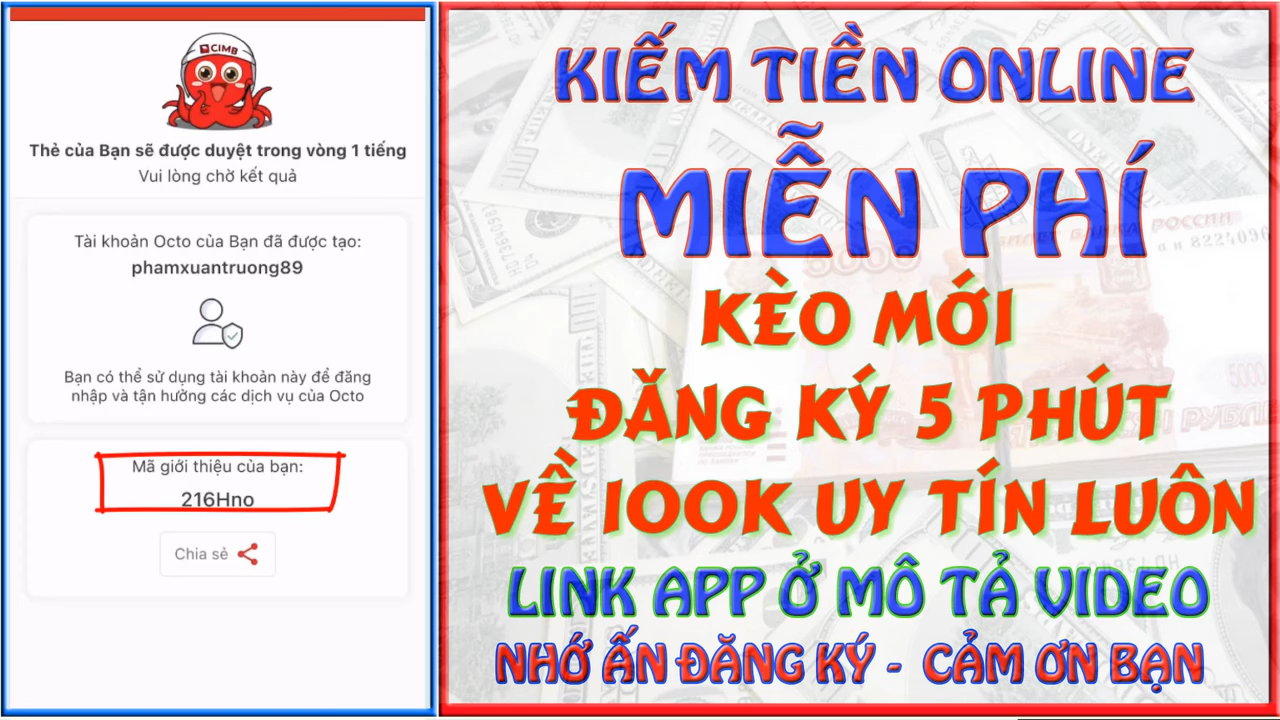 CIMB
Thẻ của Bạn sẽ được duyệt trong vòng 1 tiếng
Vui lòng chờ kết quả
Tài khoản Octo của Bạn đã được tạo:
phamxuantruong89
Bạn có thể sử dụng tài khoản này để đăng
nhập và tận hưởng các dịch vụ của Octo
Mã giới thiệu của bạn:
216Hno
Chia sẻ
KIẾM TIỀN ONLINE
MIỄN PHÍ
KÈO MỚI
ĐĂNG KÝ 5 PHÚT
VỀ 100K UY TÍN LUÔN
LINK APP Ở MÔ TẢ VIDEO
NHỚ ẤN ĐĂNG KÝ - CẢM ƠN BẠN